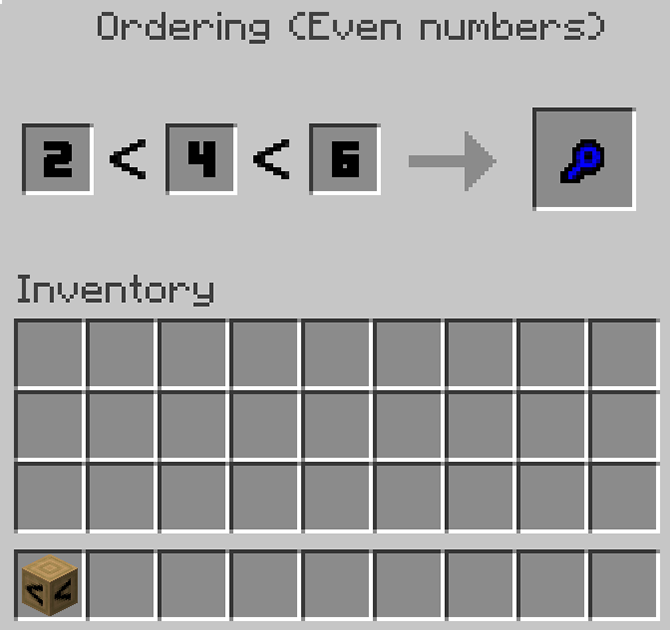 Ordering (Even numbers)
2 < 4 < 6
Inventory
< <